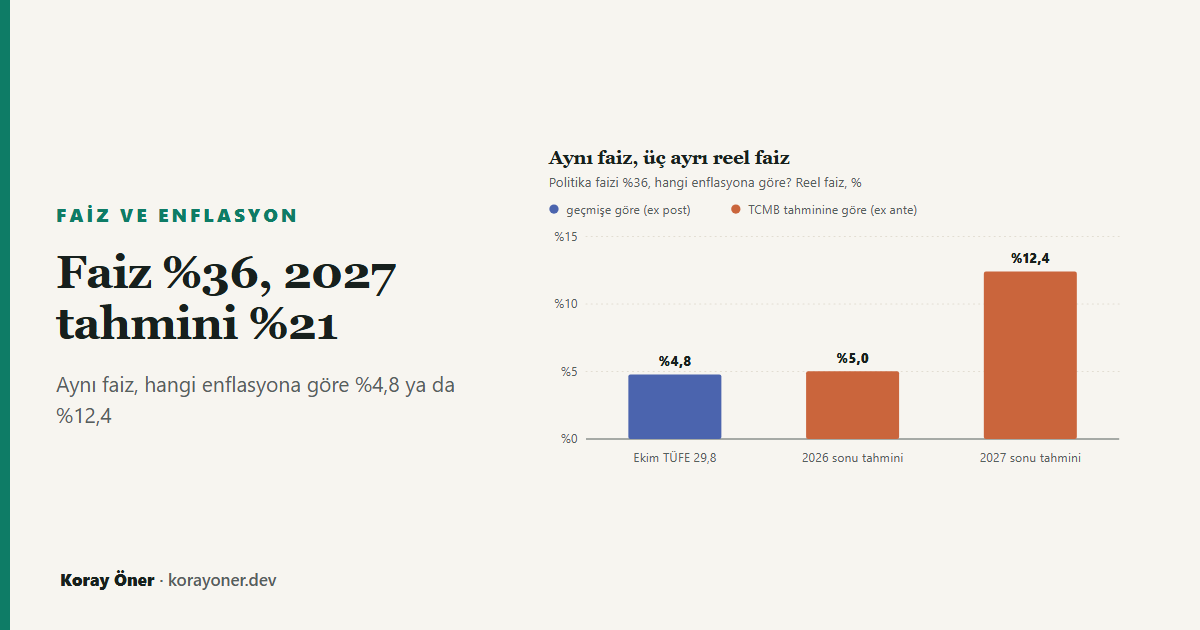 FAİZ VE ENFLASYON
Faiz %36, 2027
tahmini %21
Aynı faiz, hangi enflasyona göre %4,8 ya da
%12,4
Aynı faiz, üç ayrı reel faiz
Politika faizi %36, hangi enflasyona göre? Reel faiz, %
geçmişe göre (ex post)
TCMB tahminine göre (ex ante)
%15
%10
%5
%0
%4,8
%5,0
%12,4
Ekim TÜFE 29,8
2026 sonu tahmini
2027 sonu tahmini
Koray Öner · korayoner.dev